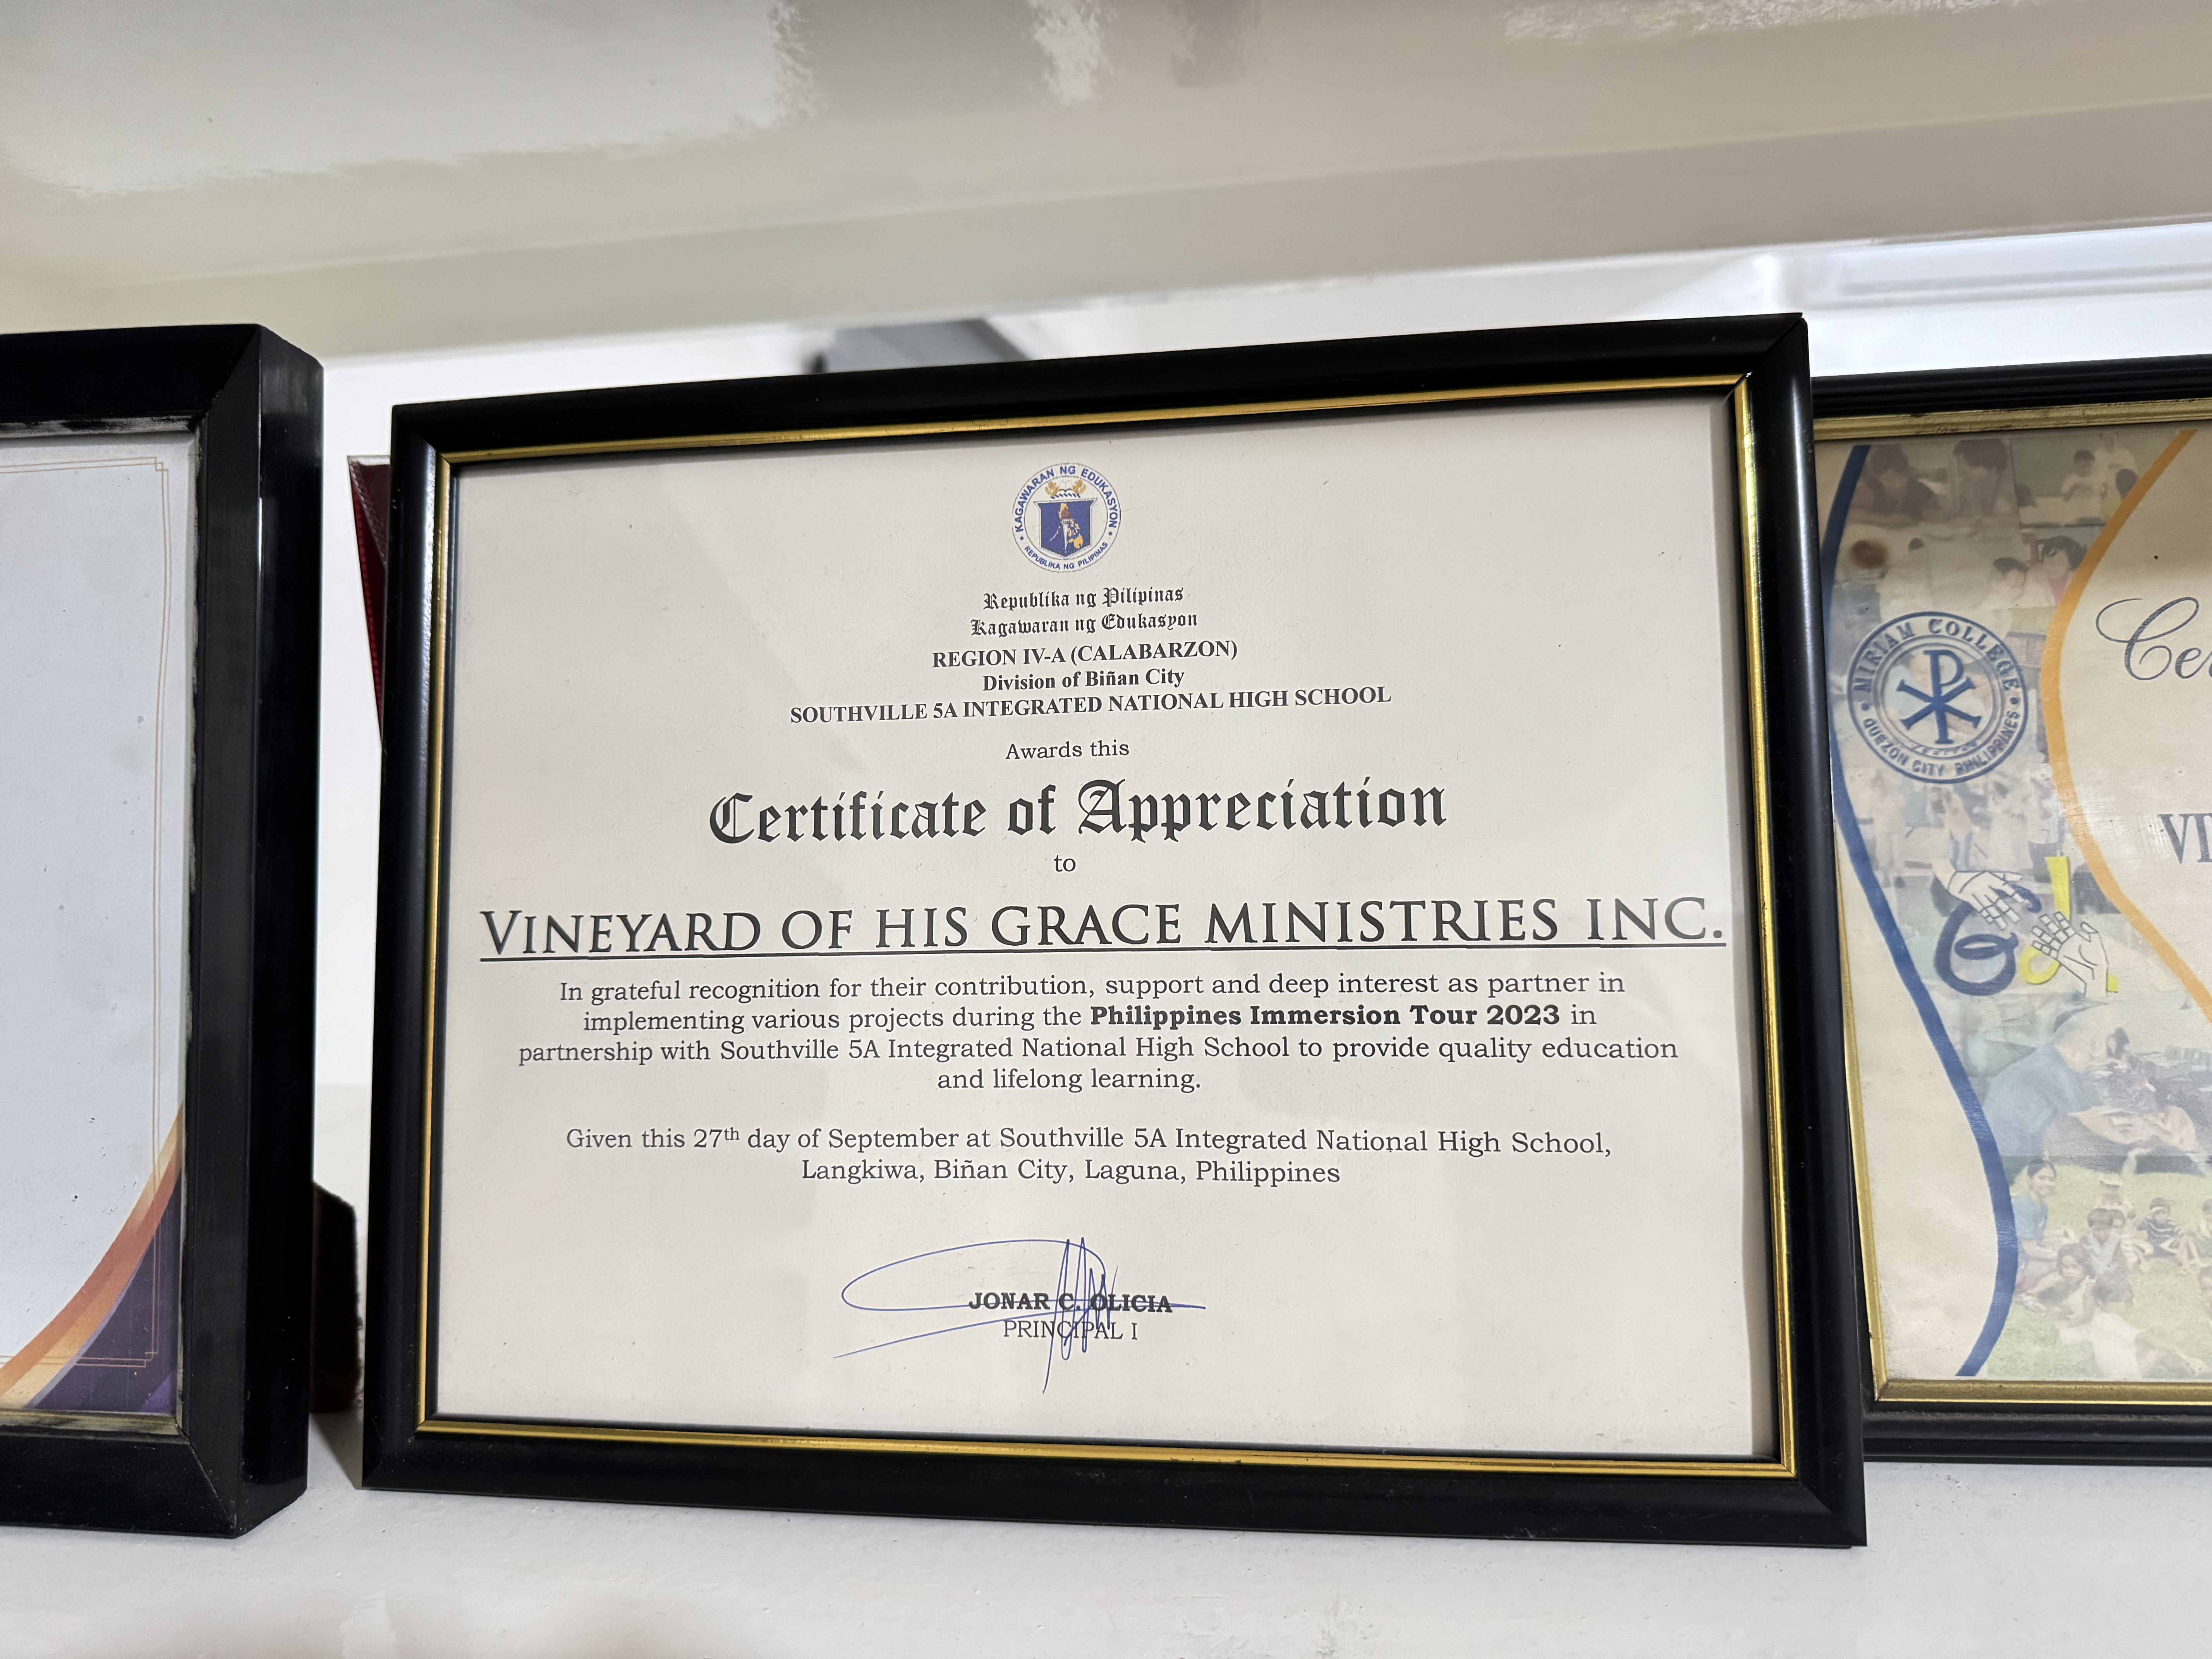 KAGAWARAN NG EDUKASYON
REPUBLIKA NG PILIPINAS
Republika ng Pilipinas
Kagawaran ng Edukasyon
REGION IV-A (CALABARZON)
Division of Biñan City
SOUTHVILLE 5A INTEGRATED NATIONAL HIGH SCHOOL
Awards this
Certificate of Appreciation
to
VINEYARD OF HIS GRACE MINISTRIES INC.
In grateful recognition for their contribution, support and deep interest as partner in
implementing various projects during the Philippines Immersion Tour 2023 in
partnership with Southville 5A Integrated National High School to provide quality education
and lifelong learning.
Given this 27th day of September at Southville 5A Integrated National High School,
Langkiwa, Biñan City, Laguna, Philippines
JONAR C. OLICIA
PRINCIPAL I
MIRIAM COLLEGE
QUEZON CITY PHILIPPINES